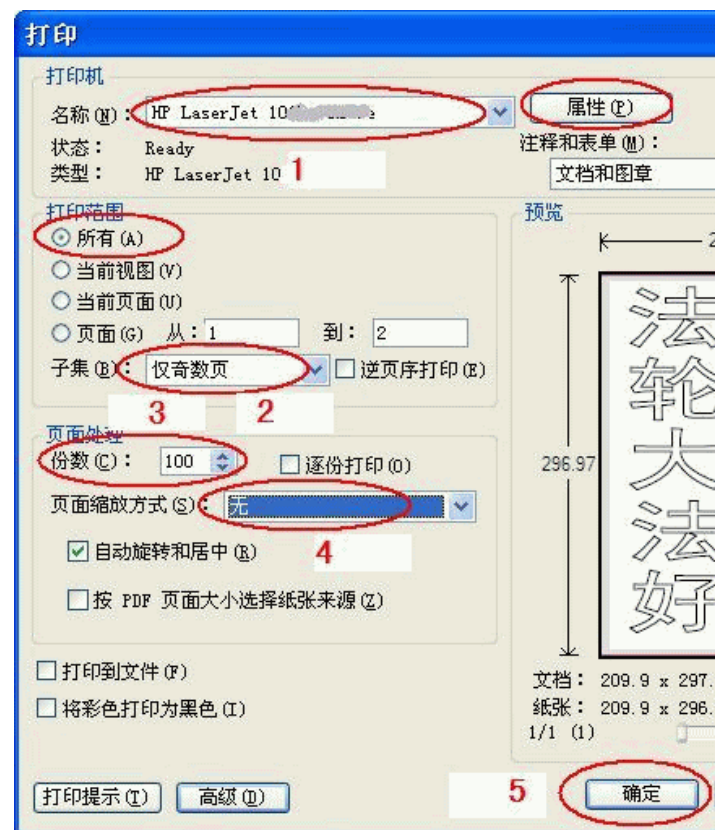 打印
打印机
名称(N)： HP LaserJet 10 属性(P)
状态： Ready 注释和表单(M)：
类型： HP LaserJet 10 1 文档和图章
打印范围 预览
所有(A)
当前视图(V)
当前页面(U)
页面(G) 从：1 到：2
子集(B)： 仅奇数页 逆页序打印(E)
3 2
页面处理
份数(C)： 100 逐份打印(O)
页面缩放方式(S)： 无
自动旋转和居中(R) 4
按 PDF 页面大小选择纸张来源(Z)
2
296.97
法
轮
大
法
好
打印到文件(F)
将彩色打印为黑色(I)
文档： 209.9 x 297.
纸张： 209.9 x 296.
1/1 (1)
打印提示(T) 高级(D) 5 确定